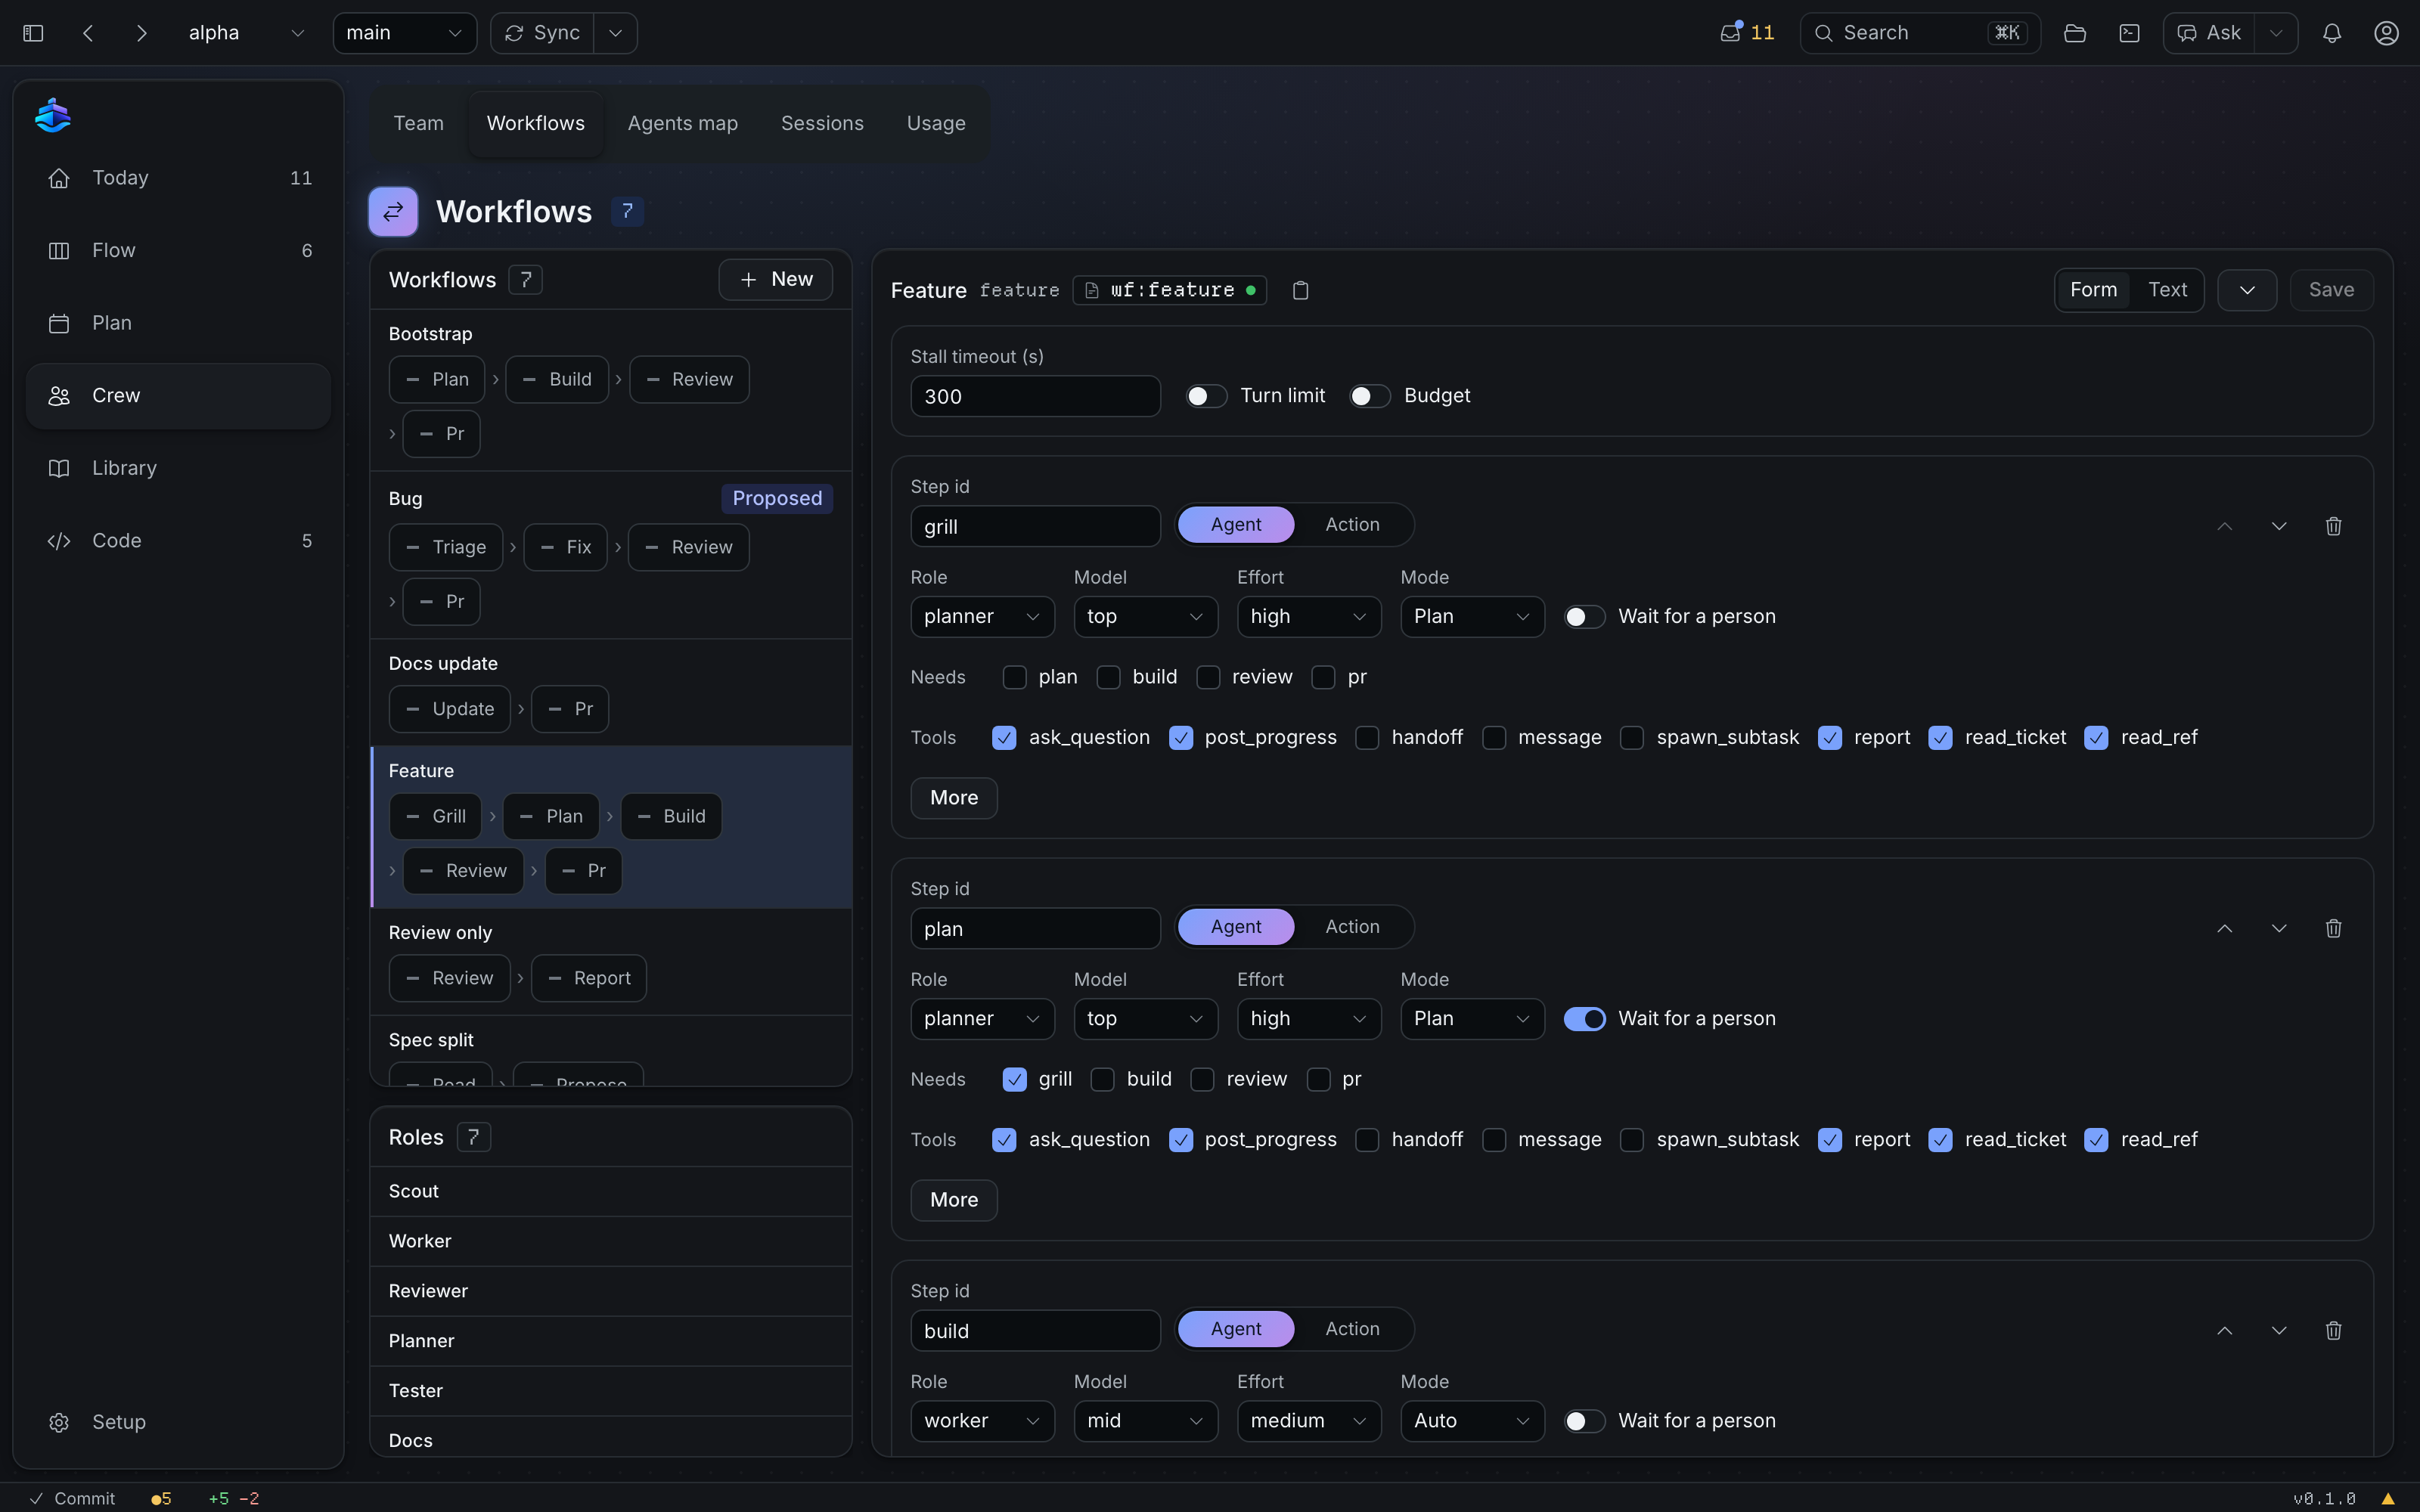 alpha
main
Sync
11
Search
⌘K
Ask
Today 11
Flow 6
Plan
Crew
Library
Code 5
Setup
Team Workflows Agents map Sessions Usage
Workflows 7
Workflows 7
New
Bootstrap
Plan › Build › Review
› Pr
Bug Proposed
Triage › Fix › Review
› Pr
Docs update
Update › Pr
Feature
Grill › Plan › Build
› Review › Pr
Review only
Review › Report
Spec split
Read › Propose
Roles 7
Scout
Worker
Reviewer
Planner
Tester
Docs
Feature feature wf:feature
Form Text
Save
Stall timeout (s)
300 Turn limit Budget
Step id
grill Agent Action
Role Model Effort Mode
planner top high Plan Wait for a person
Needs plan build review pr
Tools ask_question post_progress handoff message spawn_subtask report read_ticket read_ref
More
Step id
plan Agent Action
Role Model Effort Mode
planner top high Plan Wait for a person
Needs grill build review pr
Tools ask_question post_progress handoff message spawn_subtask report read_ticket read_ref
More
Step id
build Agent Action
Role Model Effort Mode
worker mid medium Auto Wait for a person
Commit 5 +5 −2
v0.1.0